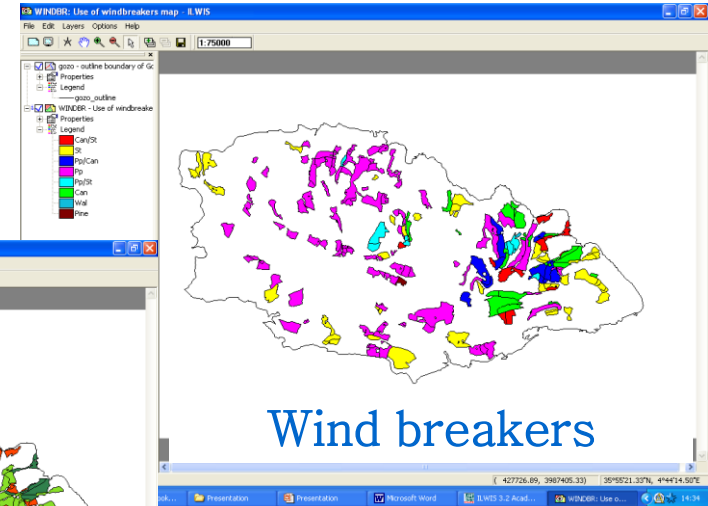 WINDBR: Use of windbreakers map - ILWIS
File Edit Layers Options Help
1:75000
gozo - outline boundary of Gc
Properties
Legend
gozo_outline
WINDBR - Use of windbreake
Properties
Legend
Can/St
St
Pp/Can
Pp
Pp/St
Can
Wal
Pine
Wind breakers
( 427726.89, 3987405.33) 35°55'21.33"N, 4°44'14.50"E
ook... Presentation Presentation Microsoft Word ILWIS 3.2 Acad... WINDBR: Use o... 14:34